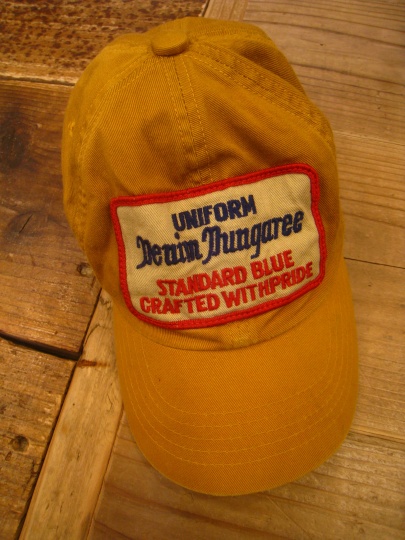 UNIFORM
Denim Dungaree
STANDARD BLUE
CRAFTED WITHPRIDE